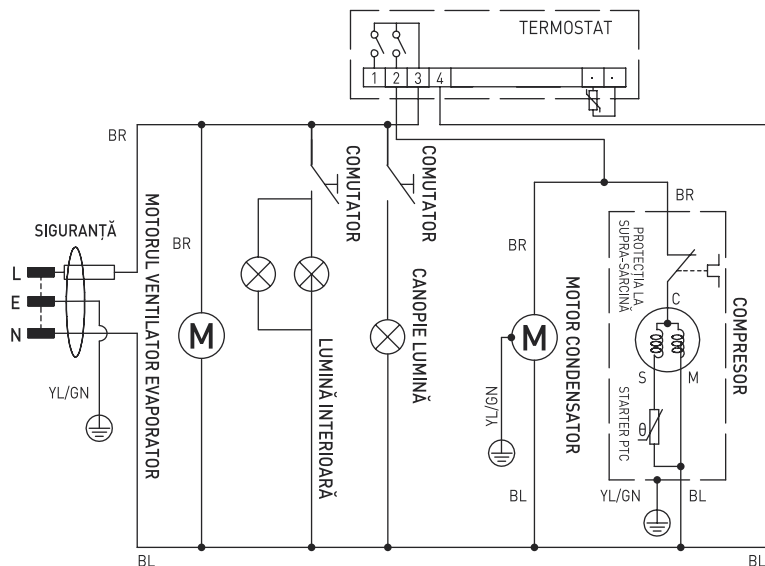 TERMOSTAT
1 2 3 4
BR
COMUTATOR
COMUTATOR
SIGURANȚĂ
MOTORUL VENTILATOR EVAPORATOR
BR
BR
BR
PROTECȚIA LA
SUPRA-SARCINĂ
L
E
N
M
CANOPIE LUMINĂ
LUMINĂ INTERIOARĂ
M
MOTOR CONDENSATOR
C
COMPRESOR
S
M
YL/GN
YL/GN
θ
STARTER PTC
YL/GN
BL
BL
BL
BL